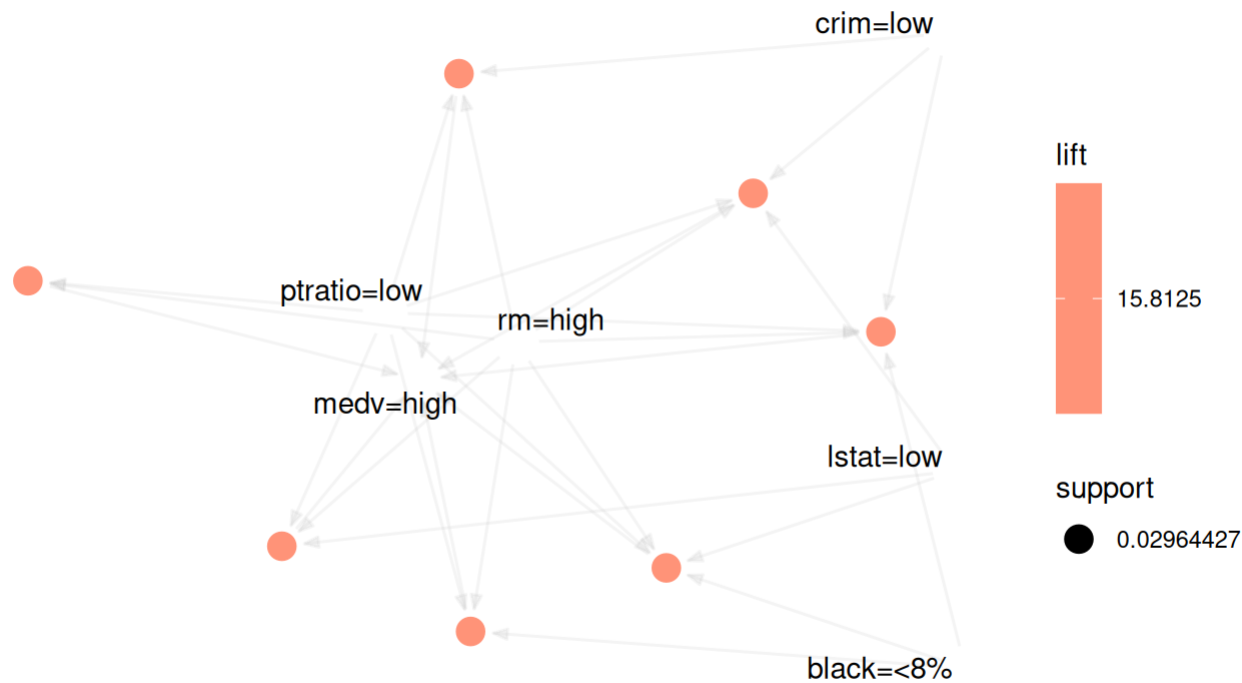 crim=low
lift
ptratio=low
15.8125
rm=high
medv=high
lstat=low
support
0.02964427
black=<8%